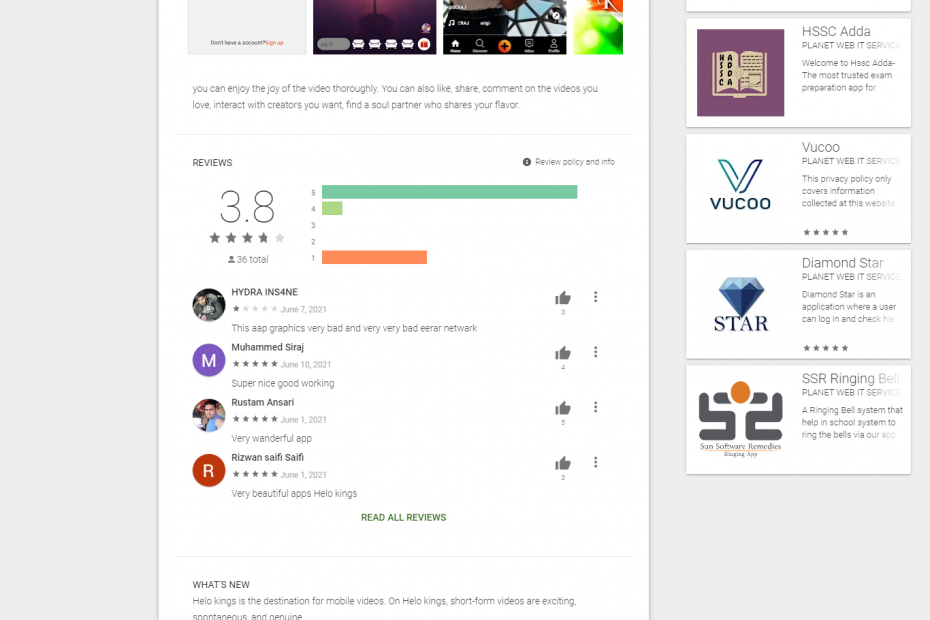 Don't have a account?Sign up
Home
Discover
Inbox
Profile
you can enjoy the joy of the video thoroughly. You can also like, share, comment on the videos you
love, interact with creators you want, find a soul partner who shares your flavor.
REVIEWS
Review policy and info
3.8
36 total
5
4
3
2
1
HYDRA INS4NE
June 7, 2021
3
This aap graphics very bad and very very bad eerar netwark
M
Muhammed Siraj
June 10, 2021
4
Super nice good working
Rustam Ansari
June 1, 2021
5
Very wanderful app
R
Rizwan saifi Saifi
June 1, 2021
3
Very beautiful apps Helo kings
READ ALL REVIEWS
WHAT'S NEW
Helo kings is the destination for mobile videos. On Helo kings, short-form videos are exciting,
spontaneous, and genuine
HSSC
ADDA
HSSC Adda
PLANET WEB IT SERVICE
Welcome to Hssc Adda-
The most trusted exam
preparation app for
VUCOO
Vucoo
PLANET WEB IT SERVICE
This privacy policy only
covers information
collected at this website
STAR
Diamond Star
PLANET WEB IT SERVICE
Diamond Star is an
application where a user
can log in and check his
Sun Software Remedies
Ringing App
SSR Ringing Bell
PLANET WEB IT SERVICE
A Ringing Bell system that
help in school system to
ring the bells via our app